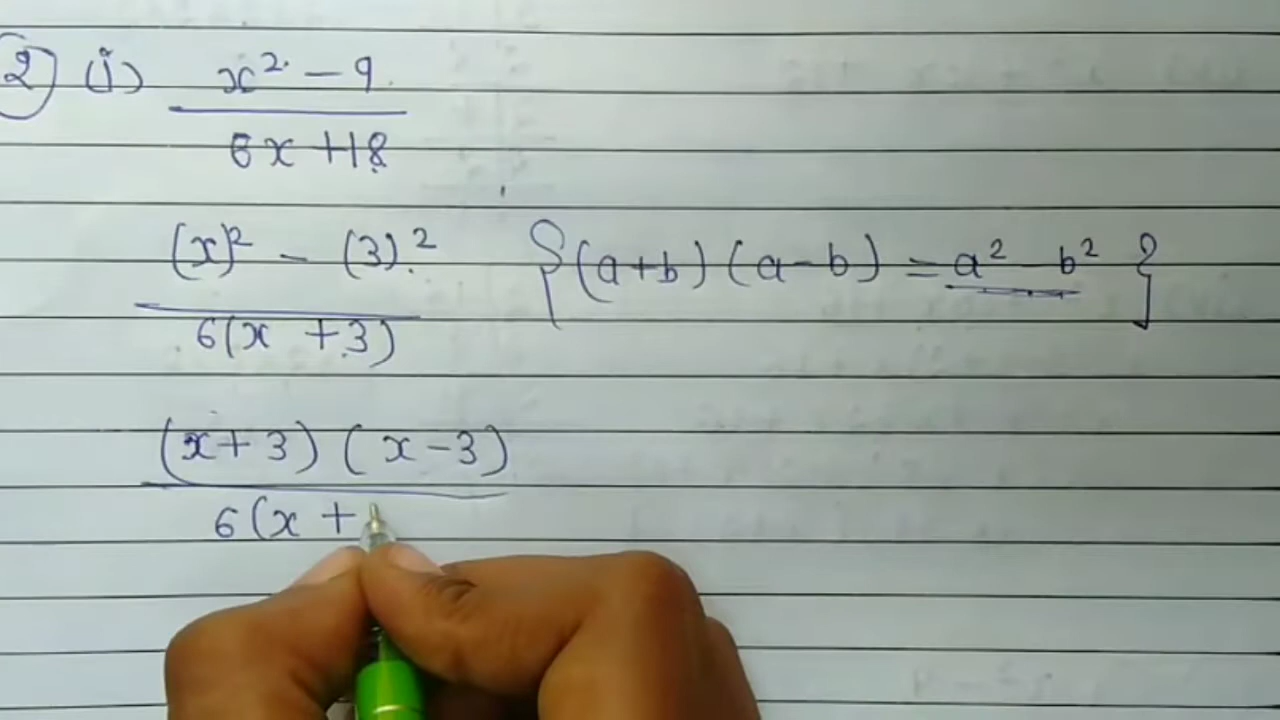 2) (i) x² - 9
6x + 18
(x)² - (3)² {(a+b)(a-b) = a² - b²}
6(x + 3)
(x+3)(x-3)
6(x +